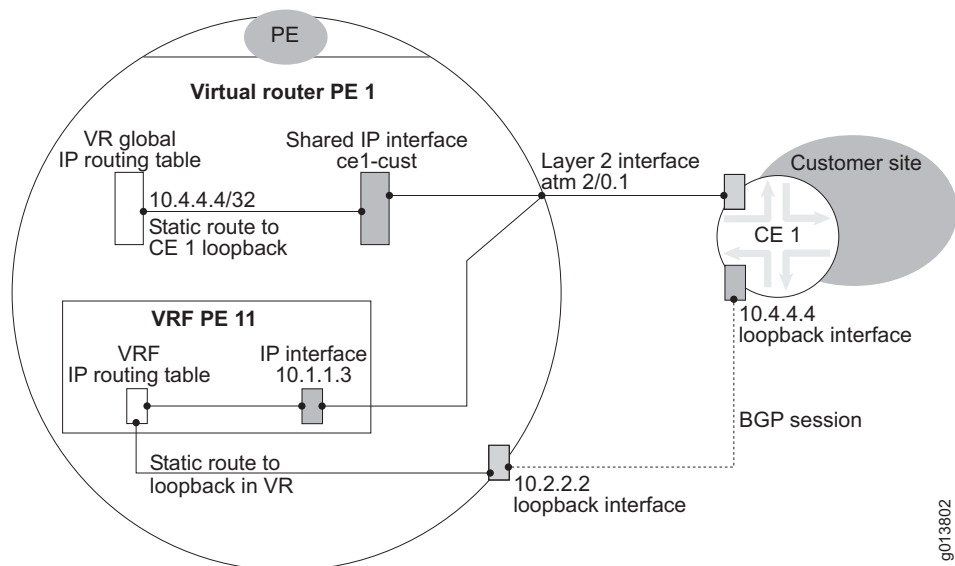 PE
Virtual router PE 1
VR global
IP routing table
Shared IP interface
ce1-cust
10.4.4.4/32
Static route to
CE 1 loopback
Layer 2 interface
atm 2/0.1
Customer site
CE 1
10.4.4.4
loopback interface
VRF PE 11
VRF
IP routing table
IP interface
10.1.1.3
BGP session
Static route to
loopback in VR
10.2.2.2
loopback interface
g013802